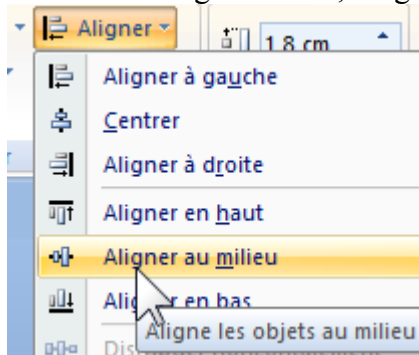 Aligner
1,8 cm
Aligner à gauche
Centrer
Aligner à droite
Aligner en haut
Aligner au milieu
Aligner en bas
Aligne les objets au milieu